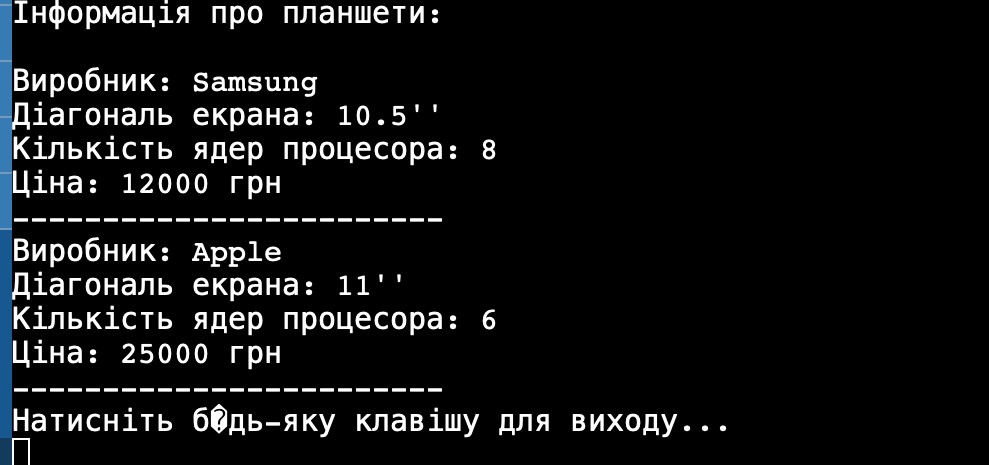 Інформація про планшети:
Виробник: Samsung
Діагональ екрана: 10.5''
Кількість ядер процесора: 8
Ціна: 12000 грн
------------------------
Виробник: Apple
Діагональ екрана: 11''
Кількість ядер процесора: 6
Ціна: 25000 грн
------------------------
Натисніть б�дь-яку клавішу для виходу...